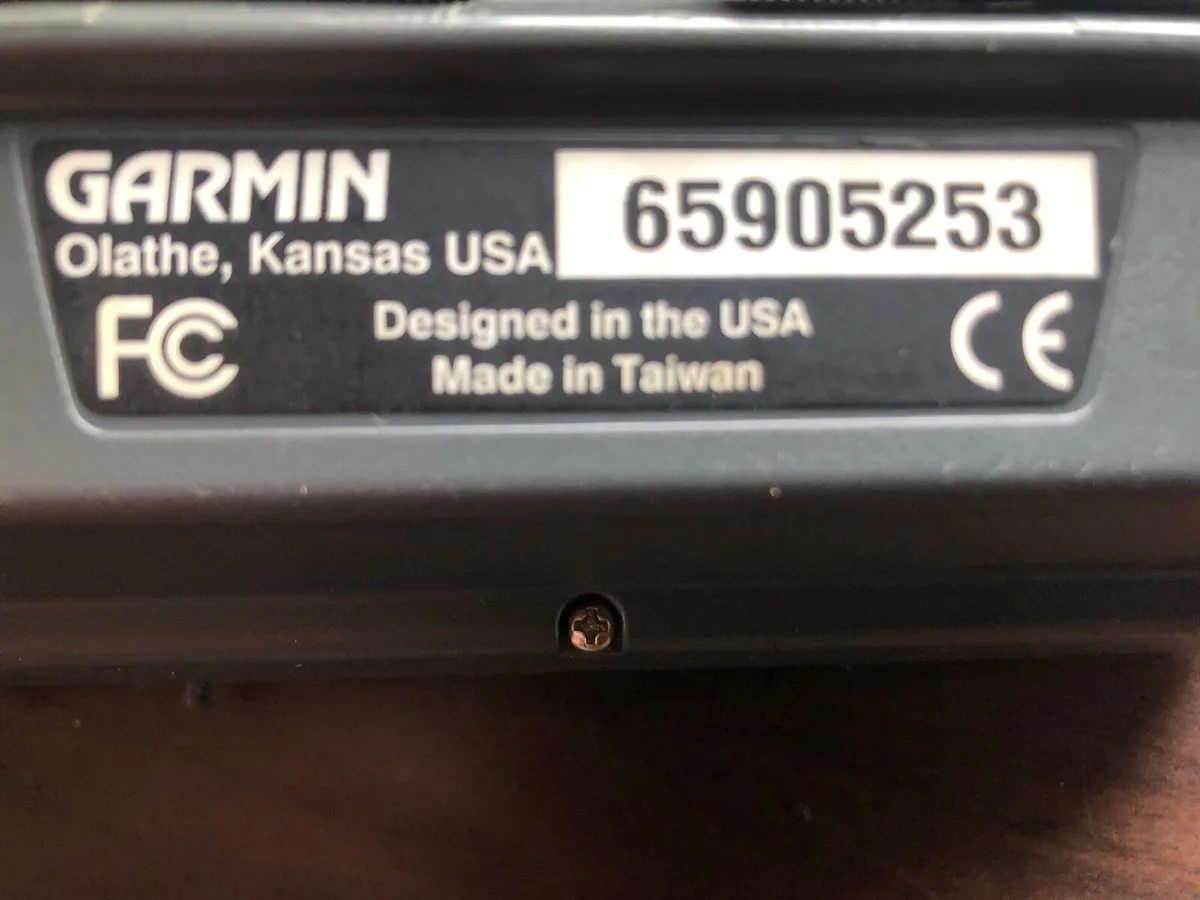 GARMIN 65905253
Olathe, Kansas USA
FC Designed in the USA CE
Made in Taiwan